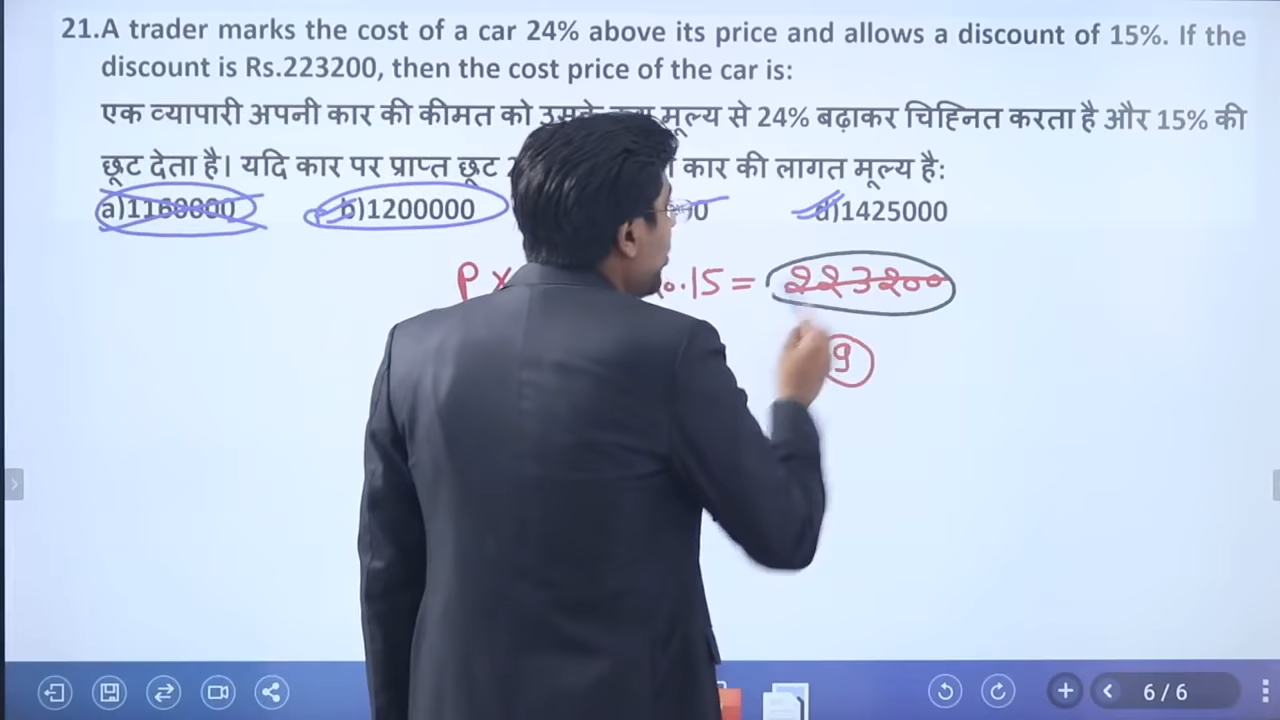 21.A trader marks the cost of a car 24% above its price and allows a discount of 15%. If the
discount is Rs.223200, then the cost price of the car is:
एक व्यापारी अपनी कार की कीमत को उसके मूल्य से 24% बढ़ाकर चिह्नित करता है और 15% की
छूट देता है। यदि कार पर प्राप्त छूट कार की लागत मूल्य है:
a)1160000 b)1200000 d)1425000
P × 0.15 = 223200
9
6 / 6